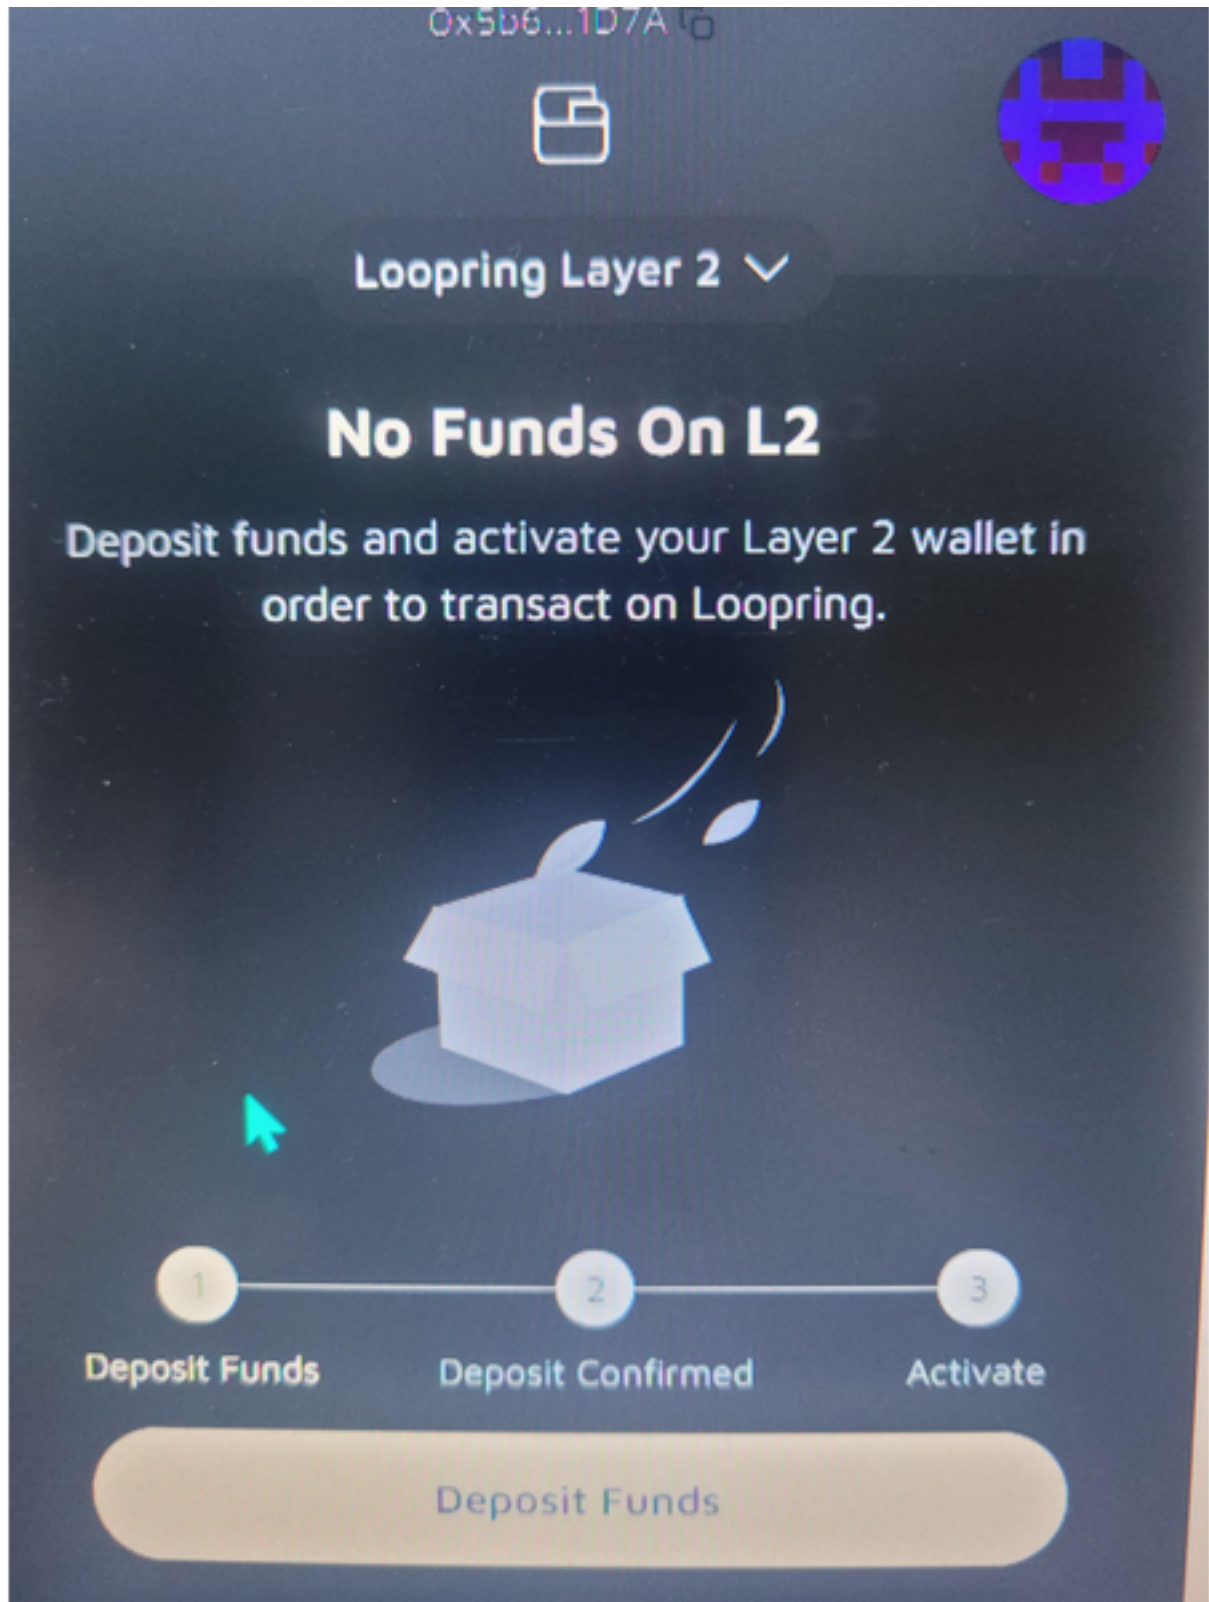 0x5b6...1D7A
Loopring Layer 2
No Funds On L2
Deposit funds and activate your Layer 2 wallet in
order to transact on Loopring.
1
2
3
Deposit Funds
Deposit Confirmed
Activate
Deposit Funds